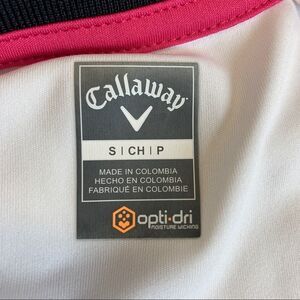 Callaway
S | CH | P
MADE IN COLOMBIA
HECHO EN COLOMBIA
FABRIQUÉ EN COLOMBIE
opti·dri
MOISTURE WICKING